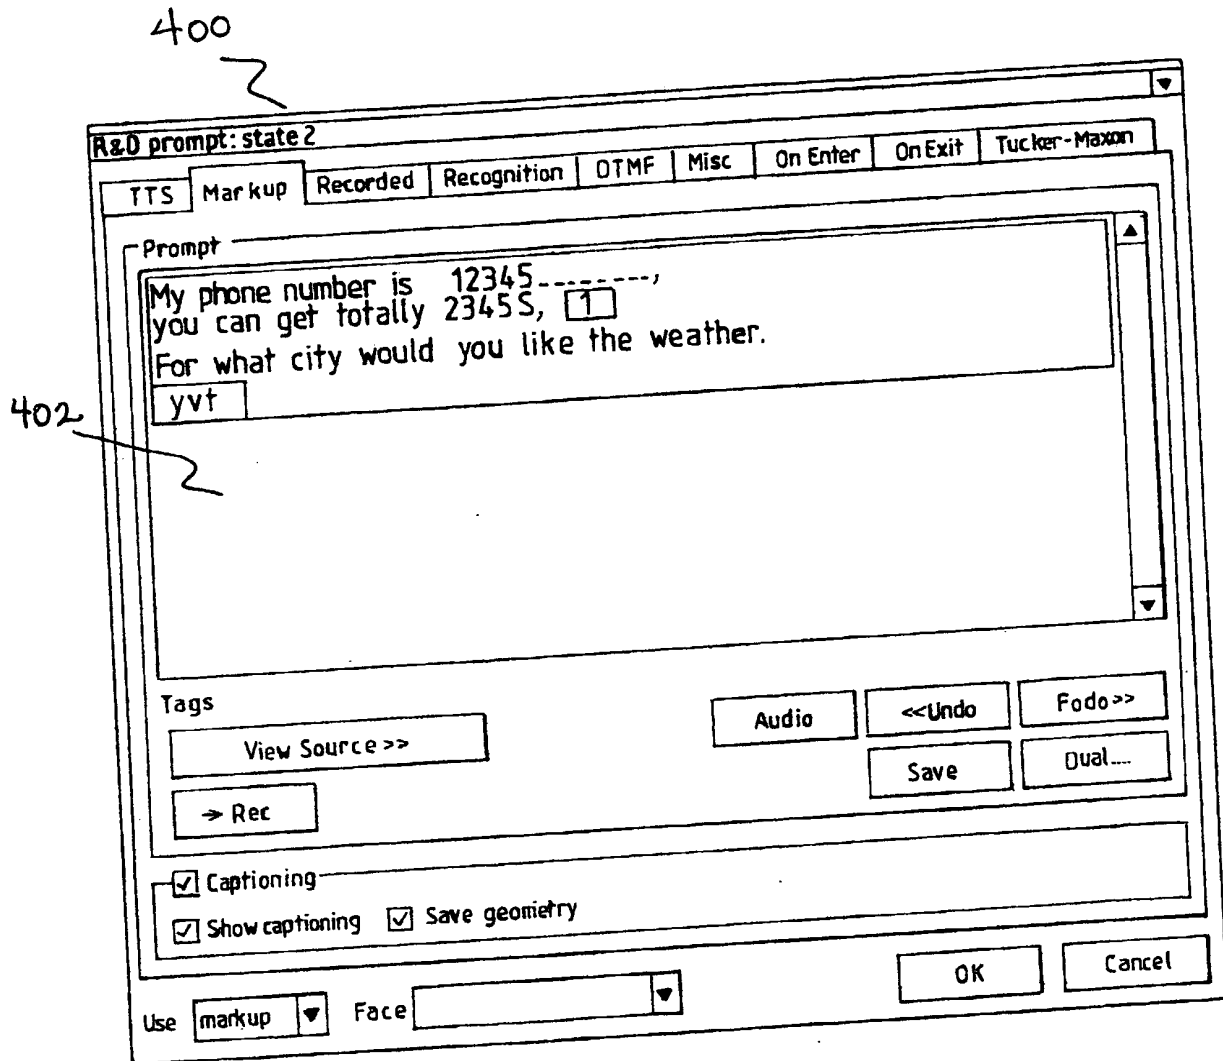 400
R&D prompt: state 2
TTS Markup Recorded Recognition DTMF Misc On Enter On Exit Tucker-Maxon
Prompt
My phone number is 12345--------,
you can get totally 2345S, 1
For what city would you like the weather.
yvt
402
Tags
View Source >>
Audio <<Undo Fodo>>
→ Rec
Save Dual....
Captioning
Show captioning Save geometry
OK Cancel
Use markup Face